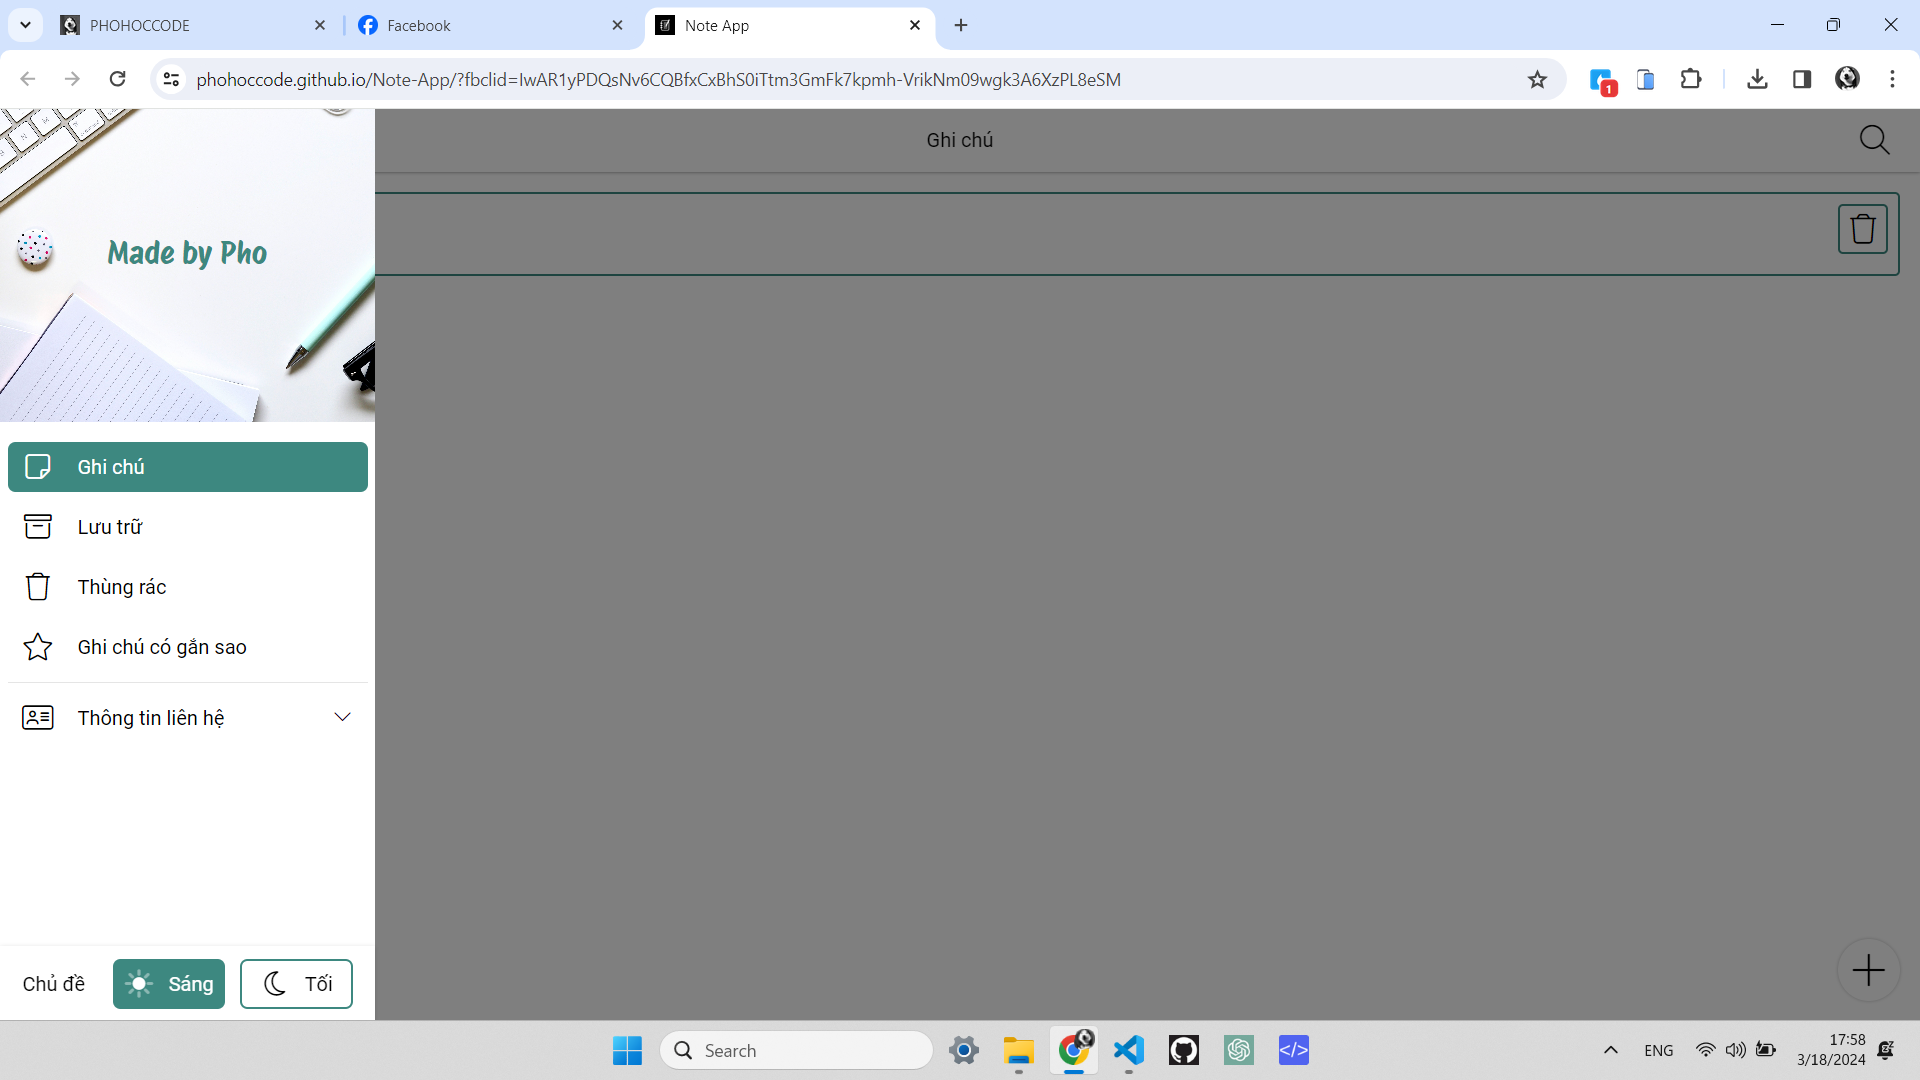 PHOHOCCODE
Facebook
Note App
phohoccode.github.io/Note-App/?fbclid=IwAR1yPDQsNv6CQBfxCxBhS0iTtm3GmFk7kpmh-VrikNm09wgk3A6XzPL8eSM
1
Ghi chú
Made by Pho
Ghi chú
Lưu trữ
Thùng rác
Ghi chú có gắn sao
Thông tin liên hệ
Chủ đề
Sáng
Tối
Search
ENG
17:58
3/18/2024